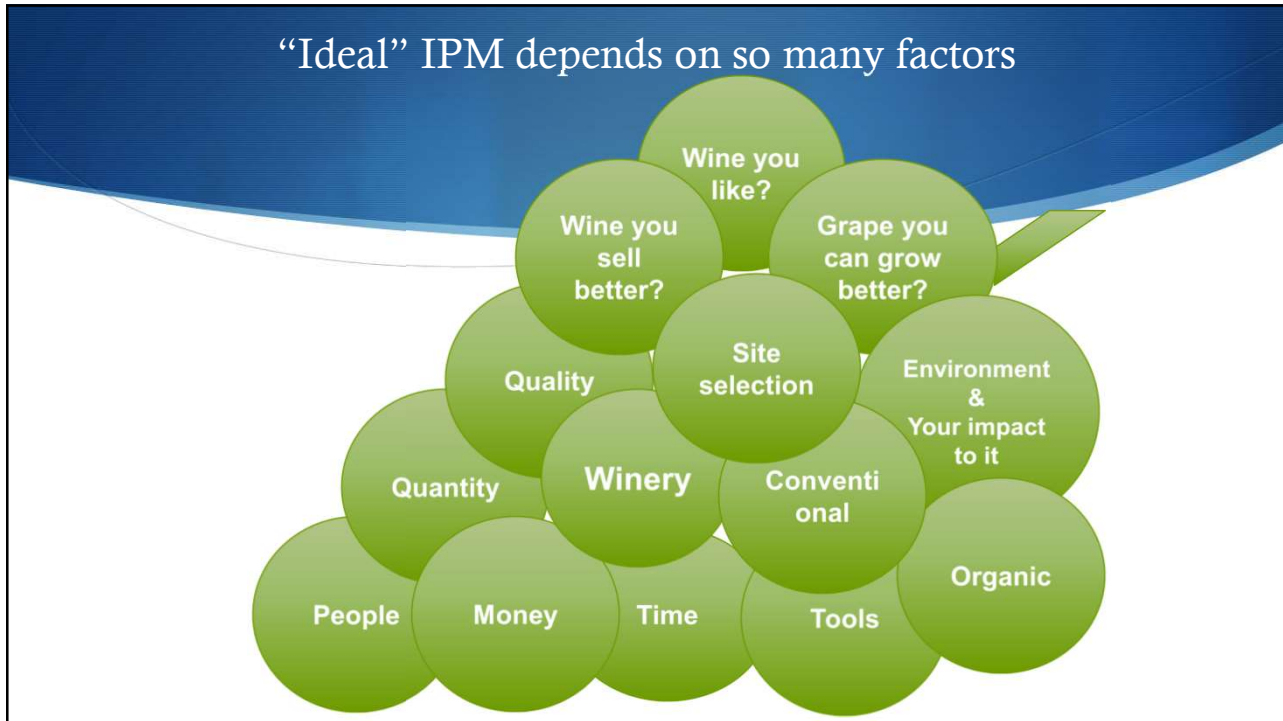 “Ideal” IPM depends on so many factors
Wine you
like?
Wine you
sell
better?
Grape you
can grow
better?
Site
selection
Quality
Environment
&
Your impact
to it
Quantity
Winery
Conventi
onal
Organic
People
Money
Time
Tools